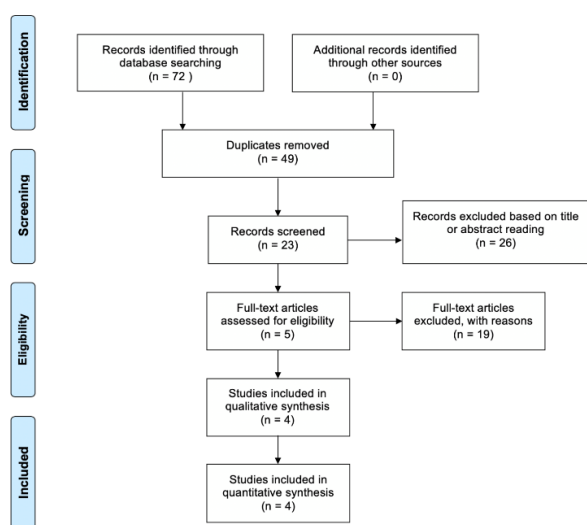 Identification
Records identified through
database searching
(n = 72 )
Additional records identified
through other sources
(n = 0)
Duplicates removed
(n = 49)
Screening
Records screened
(n = 23)
Records excluded based on title
or abstract reading
(n = 26)
Eligibility
Full-text articles
assessed for eligibility
(n = 5)
Full-text articles
excluded, with reasons
(n = 19)
Studies included in
qualitative synthesis
(n = 4)
Included
Studies included in
quantitative synthesis
(n = 4)